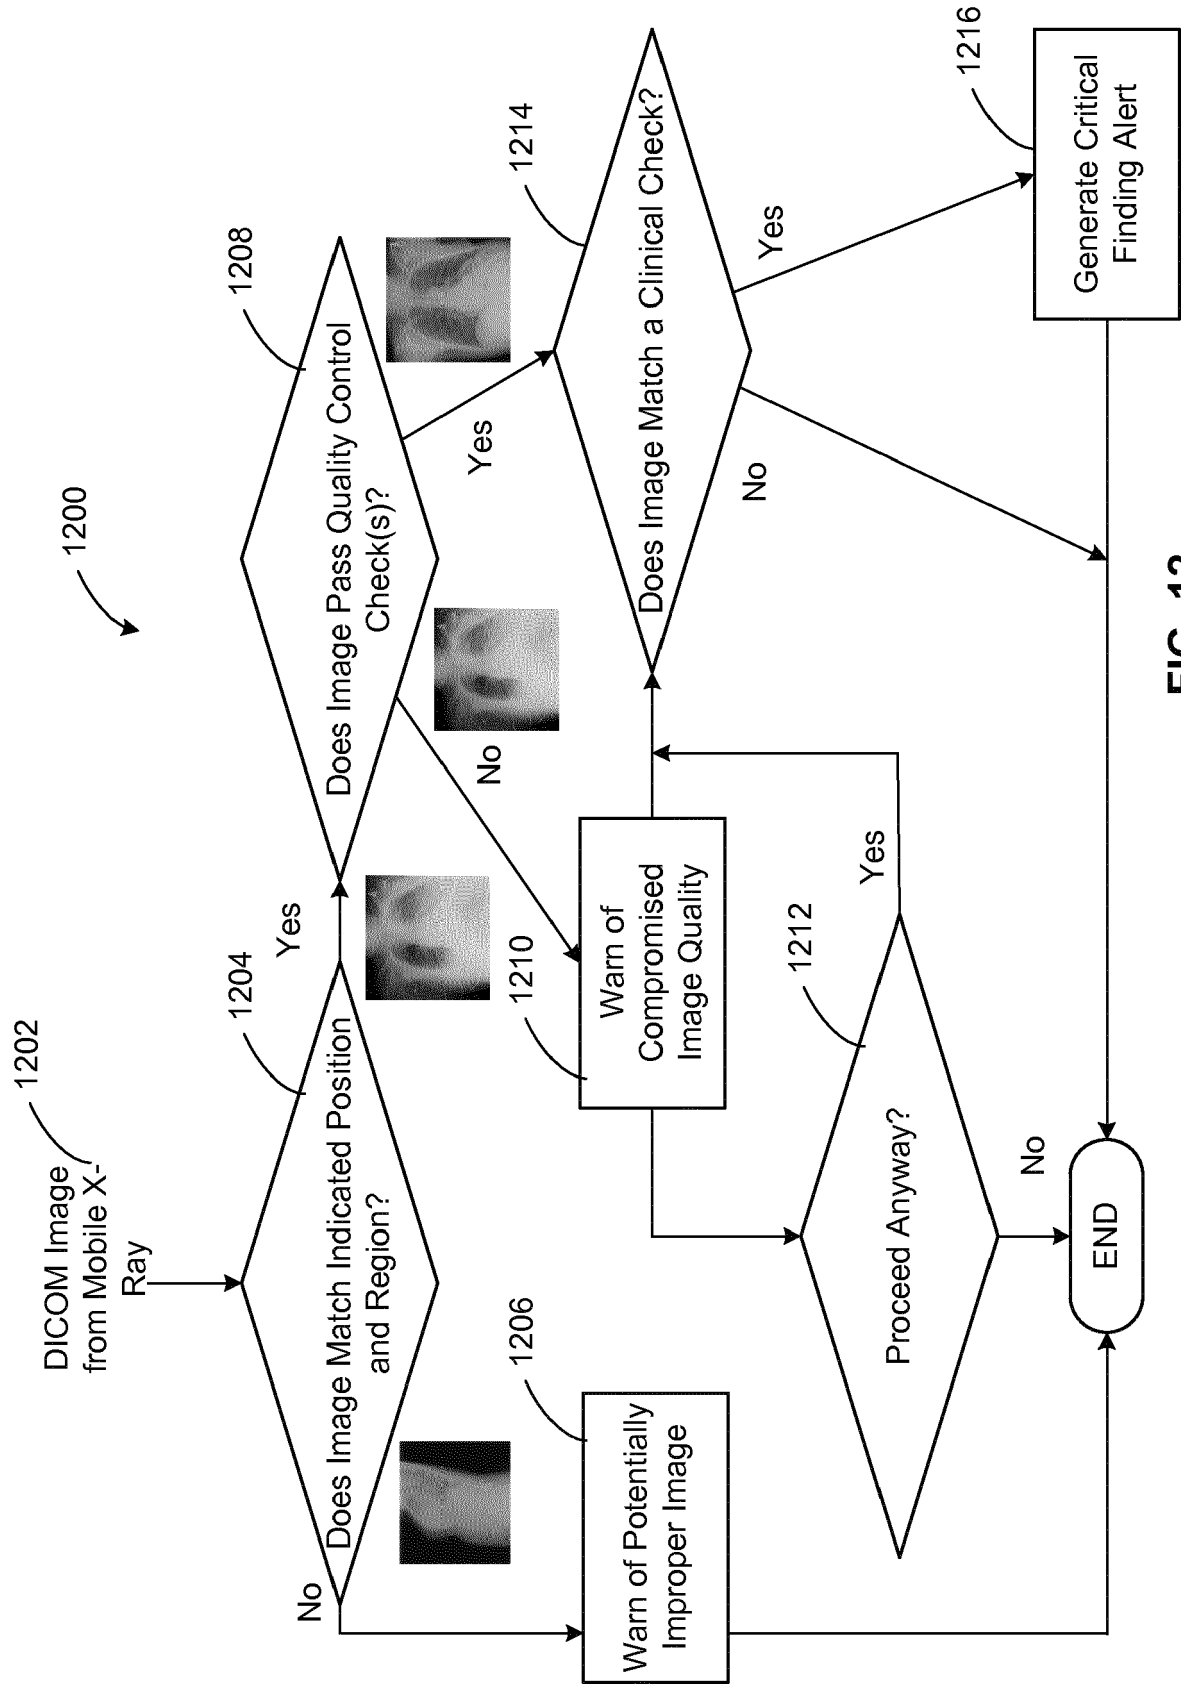 1200
1202
DICOM Image
from Mobile X-
Ray
1204
Does Image Match Indicated Position
and Region?
Yes
No
1208
Does Image Pass Quality Control
Check(s)?
Yes
No
1206
Warn of Potentially
Improper Image
1210
Warn of
Compromised
Image Quality
1214
Does Image Match a Clinical Check?
Yes
No
1212
Proceed Anyway?
Yes
No
1216
Generate Critical
Finding Alert
END